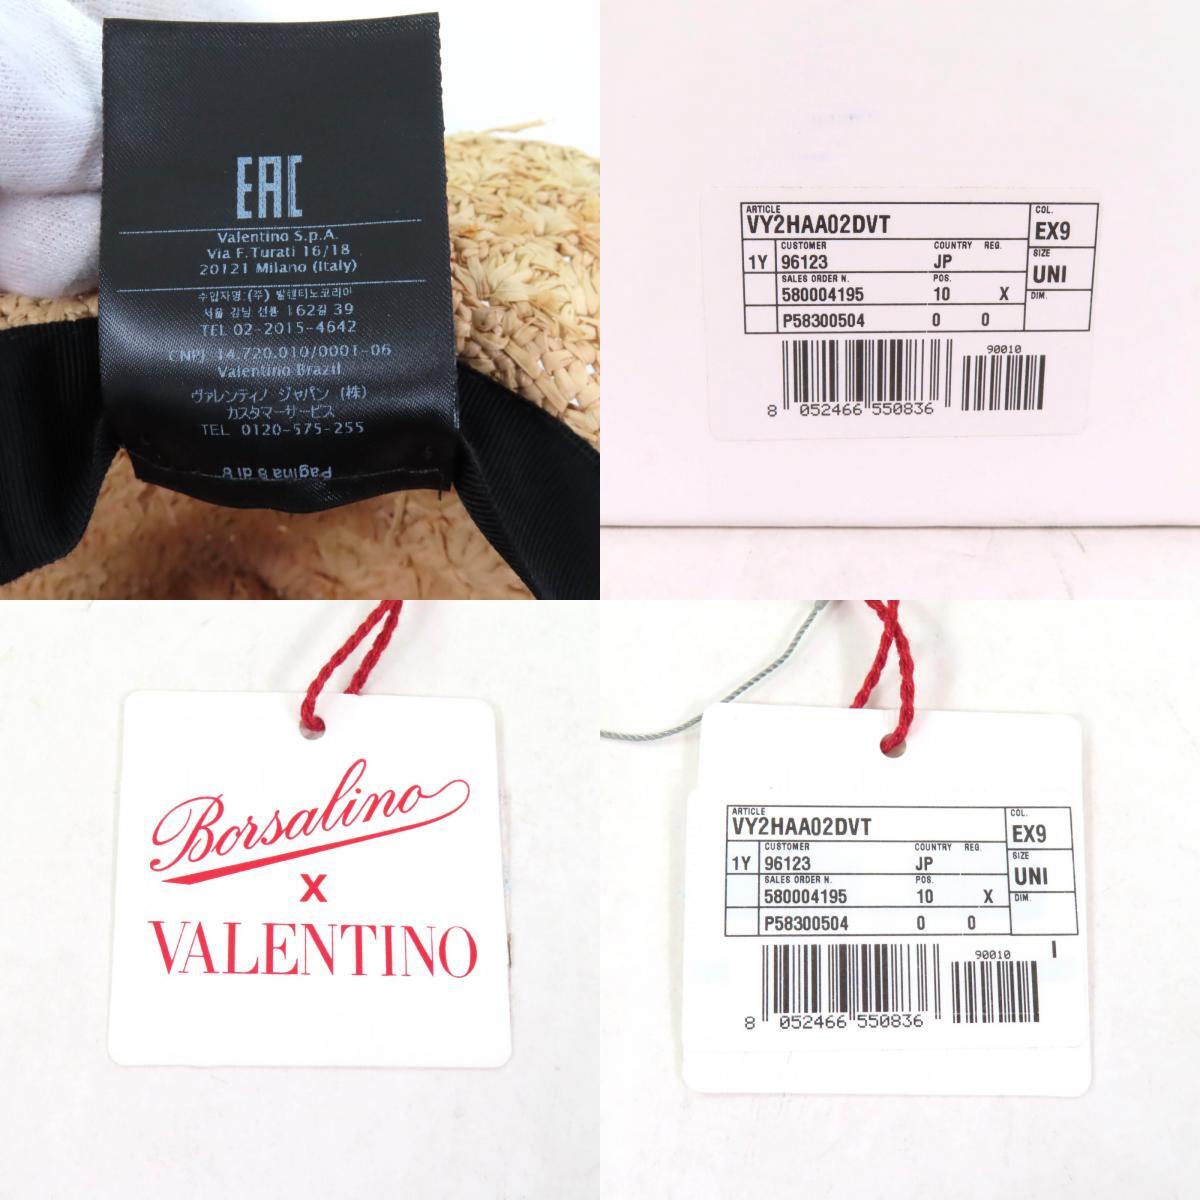 EAC
Valentino S.p.A.
Via F.Turati 16/18
20121 Milano (Italy)
수입자명:(주) 발렌티노코리아
서울 강남 선릉 162길 39
TEL 02-2015-4642
CNPJ 14.720.010/0001-06
Valentino Brazil
ヴァレンティノ ジャパン (株)
カスタマーサービス
TEL 0120-575-255
Pagina 8 di 8
ARTICLE
VY2HAA02DVT
COL.
EX9
CUSTOMER COUNTRY REG.
1Y 96123 JP
SIZE
UNI
SALES ORDER N. POS.
580004195 10 X
DIM.
P58300504 0 0
90010
8 052466 550836
Borsalino
X
VALENTINO
ARTICLE
VY2HAA02DVT
COL.
EX9
CUSTOMER COUNTRY REG.
1Y 96123 JP
SIZE
UNI
SALES ORDER N. POS.
580004195 10 X
DIM.
P58300504 0 0
90010
I
8 052466 550836